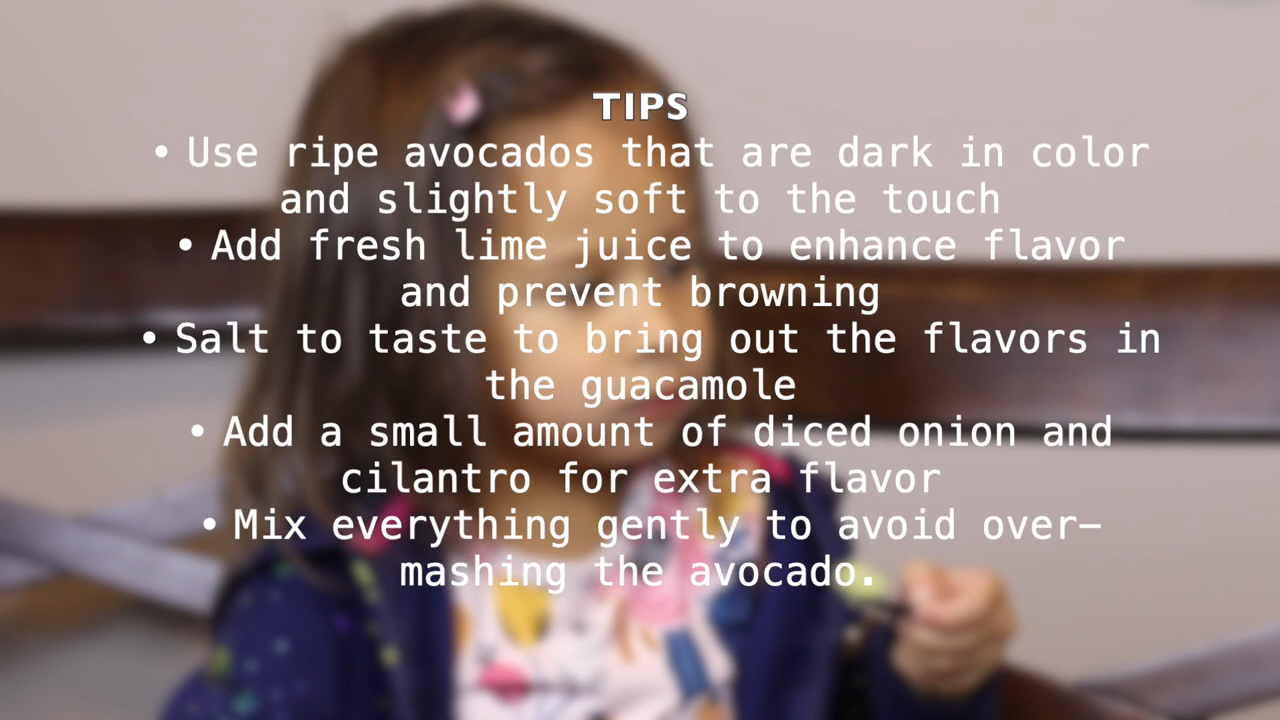 TIPS
• Use ripe avocados that are dark in color
and slightly soft to the touch
• Add fresh lime juice to enhance flavor
and prevent browning
• Salt to taste to bring out the flavors in
the guacamole
• Add a small amount of diced onion and
cilantro for extra flavor
• Mix everything gently to avoid over–
mashing the avocado.